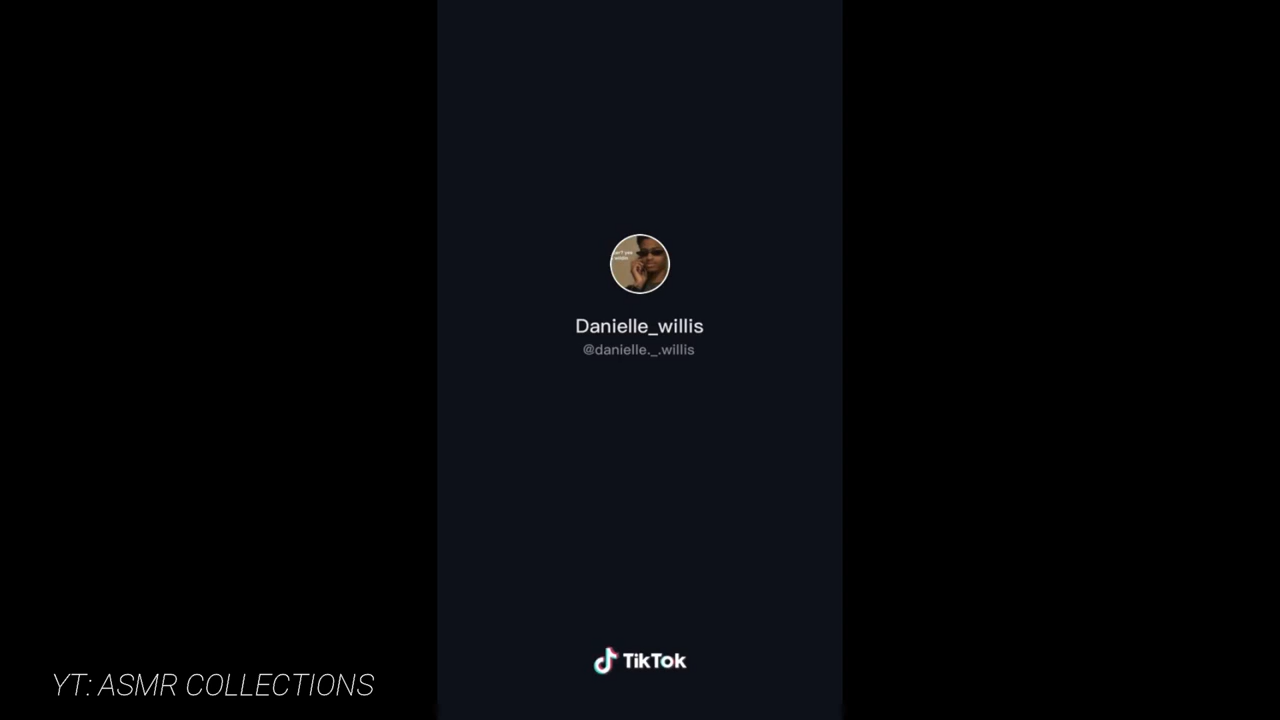 Danielle_willis
@danielle._.willis
TikTok
YT: ASMR COLLECTIONS